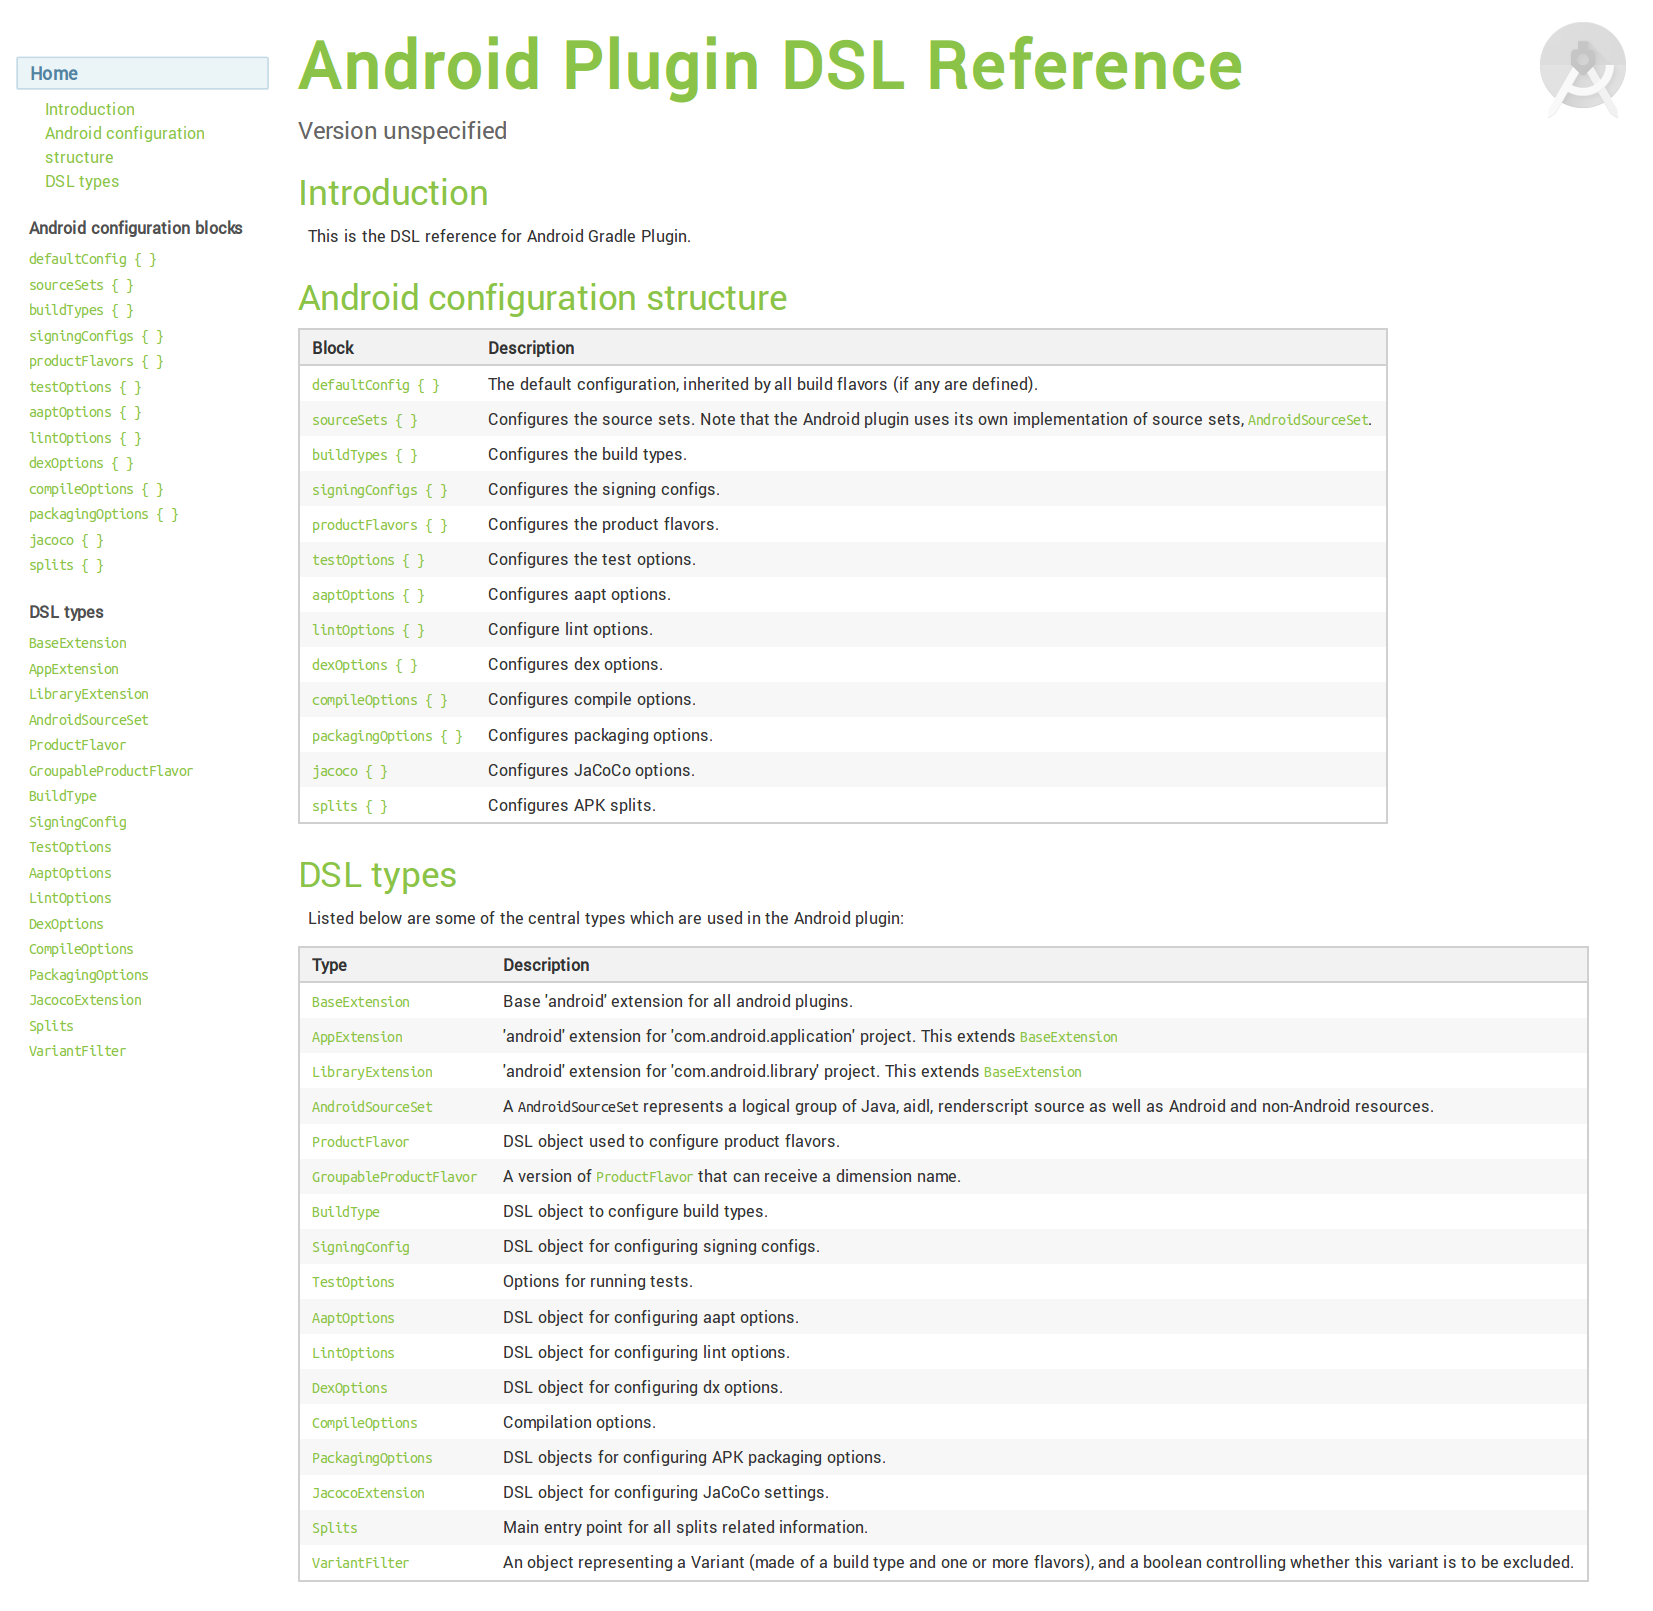 Home
Introduction
Android configuration
structure
DSL types
Android configuration blocks
defaultConfig { }
sourceSets { }
buildTypes { }
signingConfigs { }
productFlavors { }
testOptions { }
aaptOptions { }
lintOptions { }
dexOptions { }
compileOptions { }
packagingOptions { }
jacoco { }
splits { }
DSL types
BaseExtension
AppExtension
LibraryExtension
AndroidSourceSet
ProductFlavor
GroupableProductFlavor
BuildType
SigningConfig
TestOptions
AaptOptions
LintOptions
DexOptions
CompileOptions
PackagingOptions
JacocoExtension
Splits
VariantFilter
Android Plugin DSL Reference
Version unspecified
Introduction
This is the DSL reference for Android Gradle Plugin.
Android configuration structure
Block Description
defaultConfig { } The default configuration, inherited by all build flavors (if any are defined).
sourceSets { } Configures the source sets. Note that the Android plugin uses its own implementation of source sets, AndroidSourceSet.
buildTypes { } Configures the build types.
signingConfigs { } Configures the signing configs.
productFlavors { } Configures the product flavors.
testOptions { } Configures the test options.
aaptOptions { } Configures aapt options.
lintOptions { } Configure lint options.
dexOptions { } Configures dex options.
compileOptions { } Configures compile options.
packagingOptions { } Configures packaging options.
jacoco { } Configures JaCoCo options.
splits { } Configures APK splits.
DSL types
Listed below are some of the central types which are used in the Android plugin:
Type Description
BaseExtension Base 'android' extension for all android plugins.
AppExtension 'android' extension for 'com.android.application' project. This extends BaseExtension
LibraryExtension 'android' extension for 'com.android.library' project. This extends BaseExtension
AndroidSourceSet A AndroidSourceSet represents a logical group of Java, aidl, renderscript source as well as Android and non-Android resources.
ProductFlavor DSL object used to configure product flavors.
GroupableProductFlavor A version of ProductFlavor that can receive a dimension name.
BuildType DSL object to configure build types.
SigningConfig DSL object for configuring signing configs.
TestOptions Options for running tests.
AaptOptions DSL object for configuring aapt options.
LintOptions DSL object for configuring lint options.
DexOptions DSL object for configuring dx options.
CompileOptions Compilation options.
PackagingOptions DSL objects for configuring APK packaging options.
JacocoExtension DSL object for configuring JaCoCo settings.
Splits Main entry point for all splits related information.
VariantFilter An object representing a Variant (made of a build type and one or more flavors), and a boolean controlling whether this variant is to be excluded.